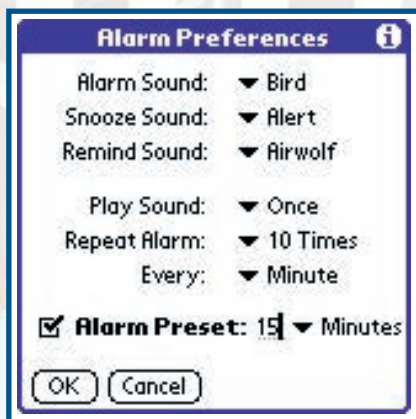 Alarm Preferences
Alarm Sound: Bird
Snooze Sound: Alert
Remind Sound: Airwolf
Play Sound: Once
Repeat Alarm: 10 Times
Every: Minute
Alarm Preset: 15 Minutes
OK Cancel